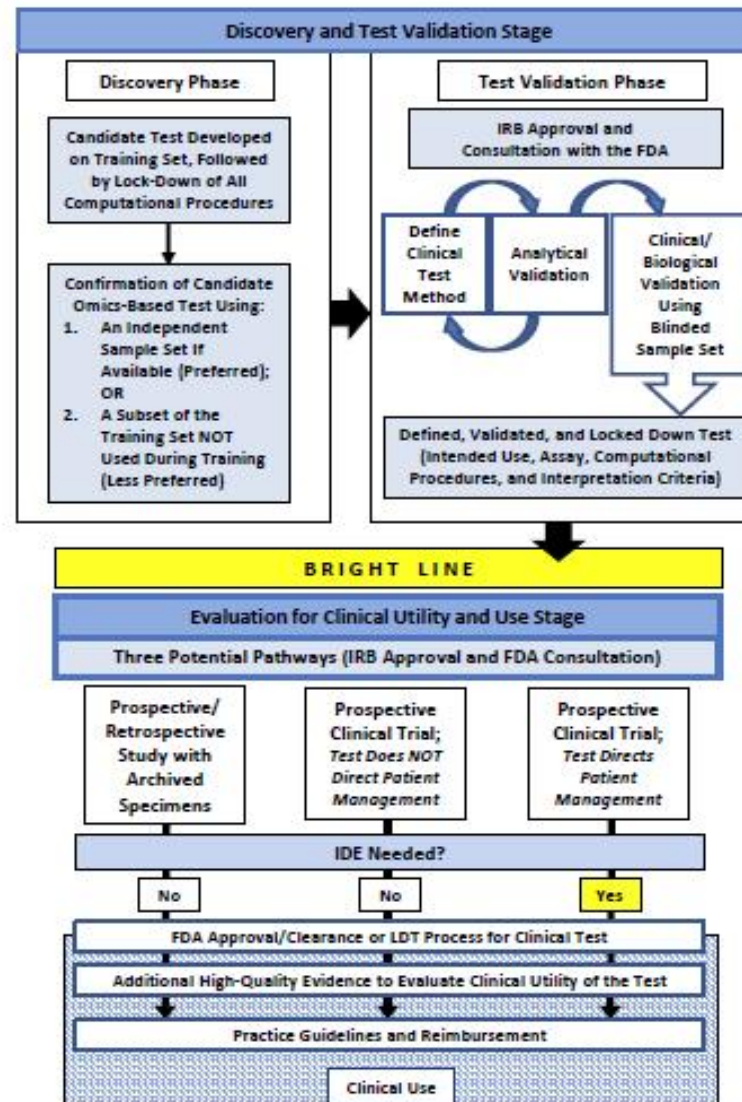 Discovery and Test Validation Stage
Discovery Phase
Candidate Test Developed
on Training Set, Followed
by Lock-Down of All
Computational Procedures
Confirmation of Candidate
Omics-Based Test Using:
1. An Independent
Sample Set If
Available (Preferred);
OR
2. A Subset of the
Training Set NOT
Used During Training
(Less Preferred)
Test Validation Phase
IRB Approval and
Consultation with the FDA
Define
Clinical
Test
Method
Analytical
Validation
Clinical/
Biological
Validation
Using
Blinded
Sample Set
Defined, Validated, and Locked Down Test
(Intended Use, Assay, Computational
Procedures, and Interpretation Criteria)
BRIGHT LINE
Evaluation for Clinical Utility and Use Stage
Three Potential Pathways (IRB Approval and FDA Consultation)
Prospective/
Retrospective
Study with
Archived
Specimens
Prospective
Clinical Trial;
Test Does NOT
Direct Patient
Management
Prospective
Clinical Trial;
Test Directs
Patient
Management
IDE Needed?
No
No
Yes
FDA Approval/Clearance or LDT Process for Clinical Test
Additional High-Quality Evidence to Evaluate Clinical Utility of the Test
Practice Guidelines and Reimbursement
Clinical Use